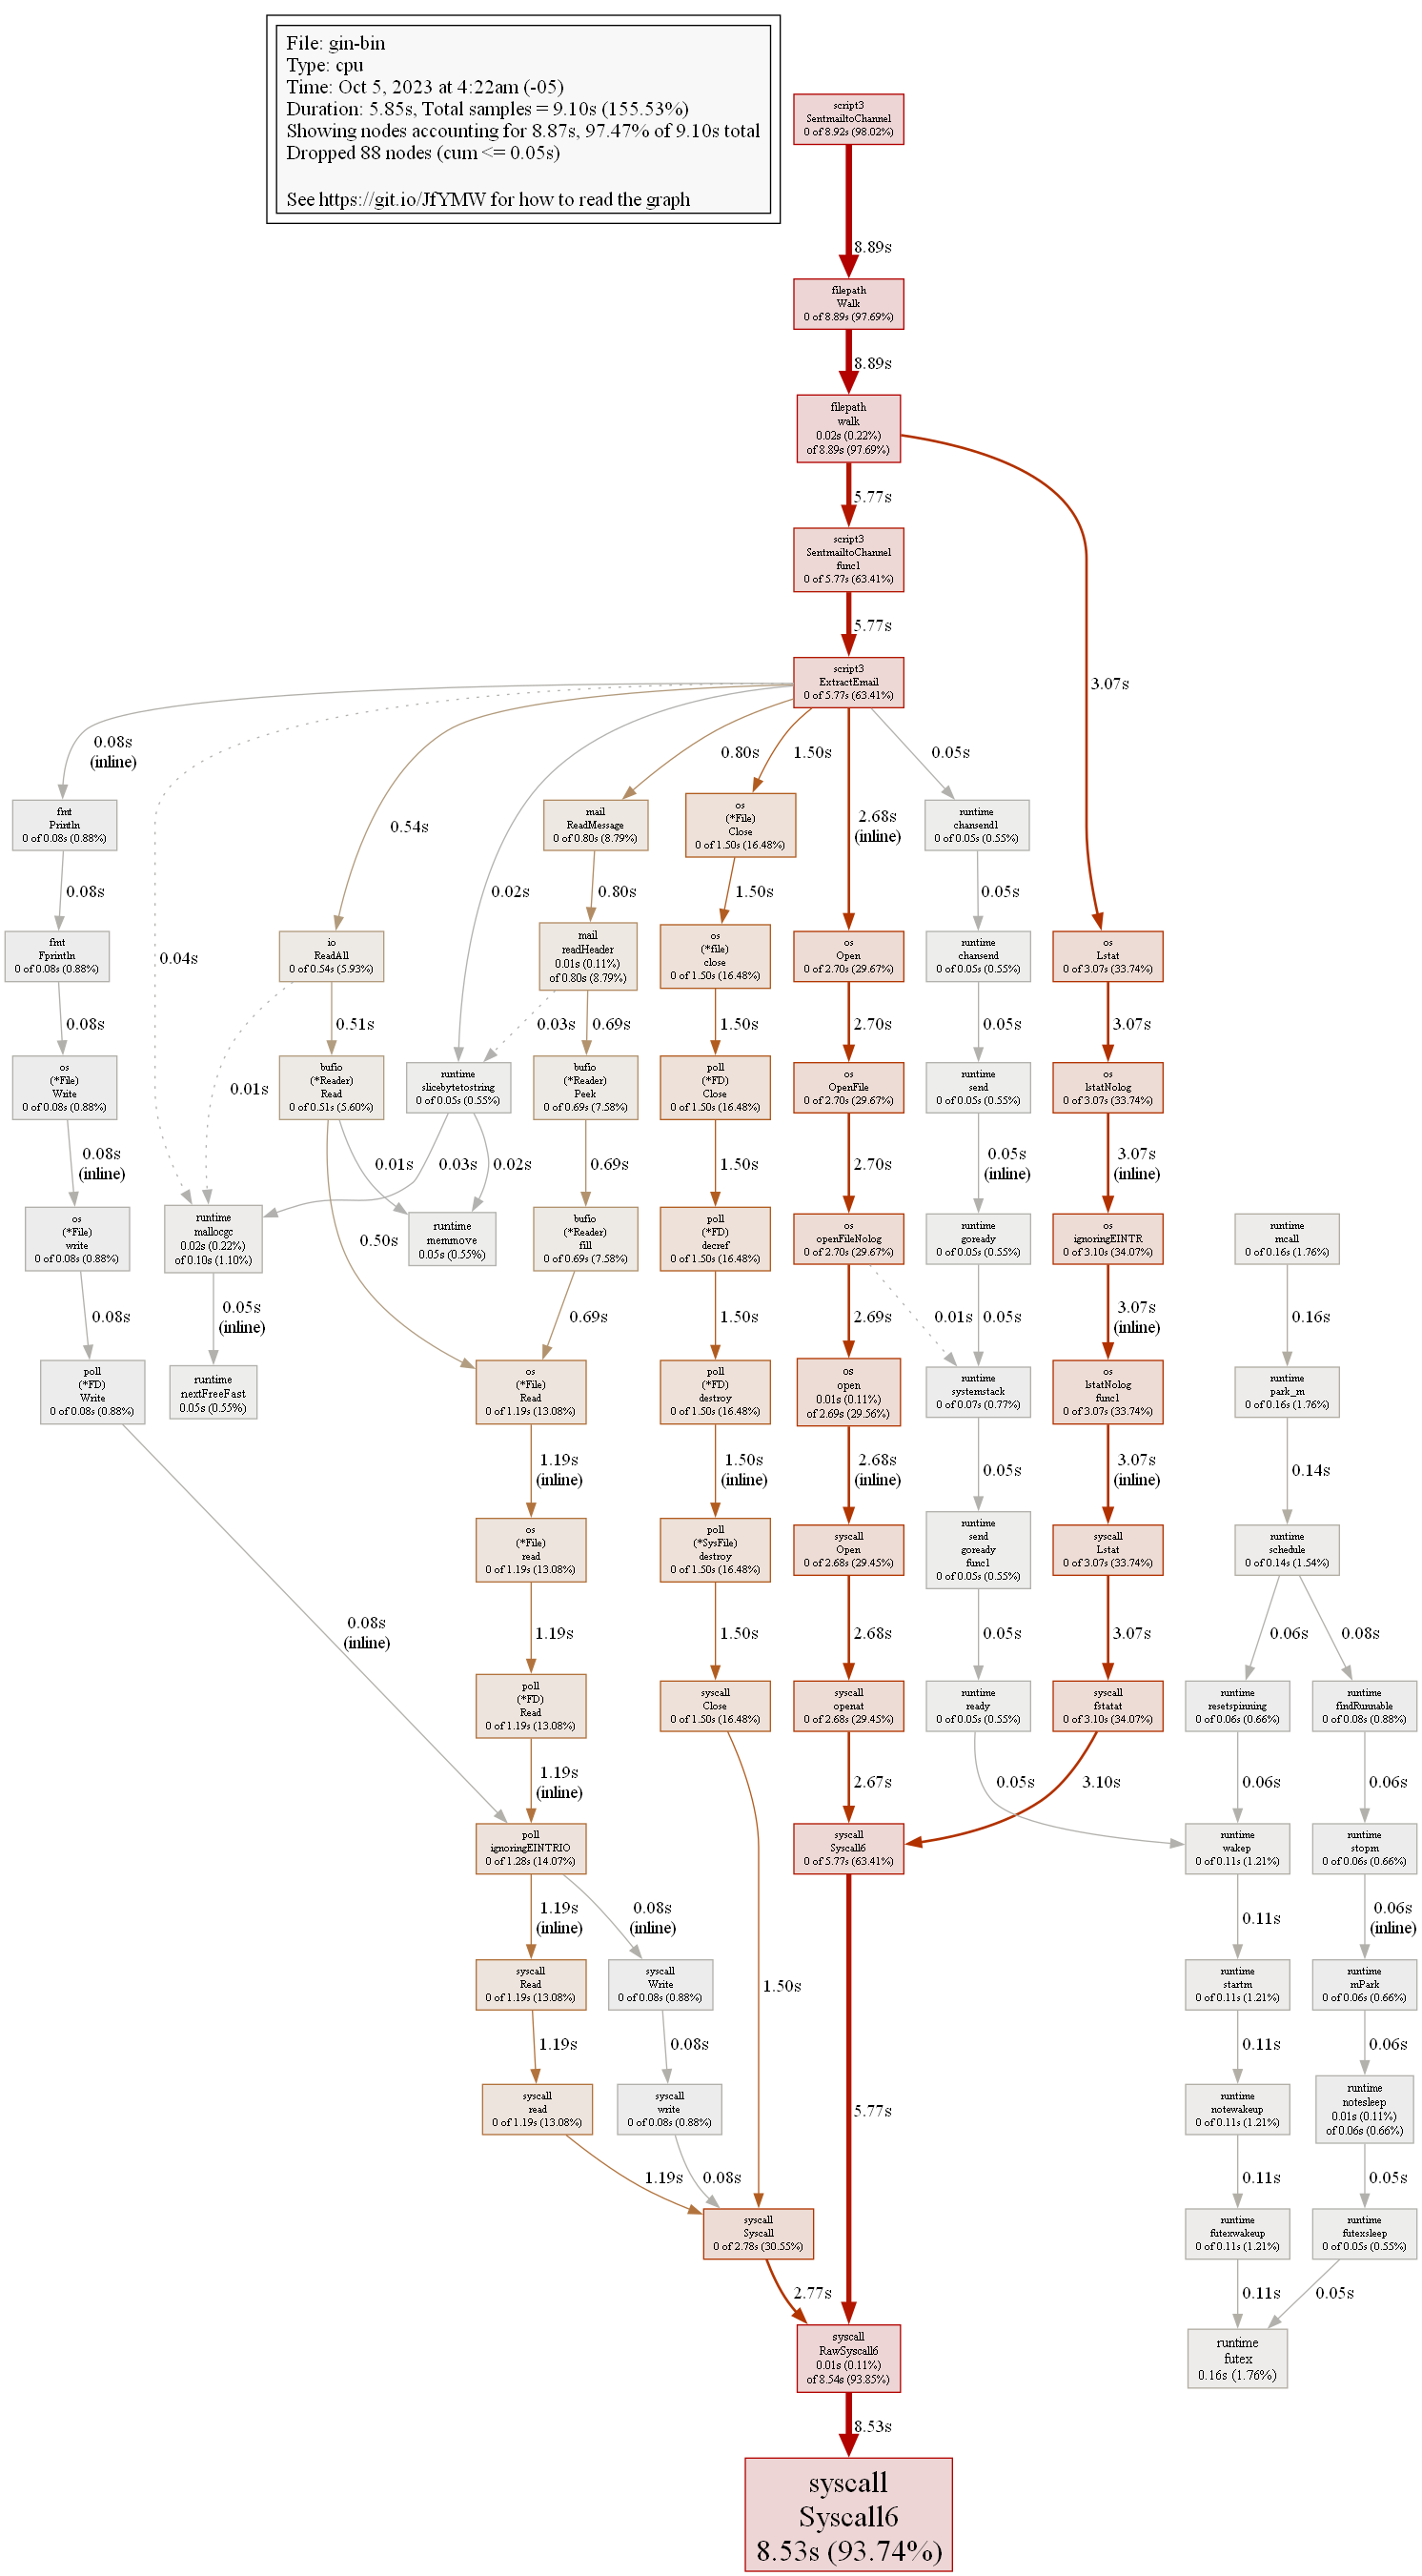 File: gin-bin
Type: cpu
Time: Oct 5, 2023 at 4:22am (-05)
Duration: 5.85s, Total samples = 9.10s (155.53%)
Showing nodes accounting for 8.87s, 97.47% of 9.10s total
Dropped 88 nodes (cum <= 0.05s)
See https://git.io/JfYMW for how to read the graph
script3
SentmailtoChannel
0 of 8.92s (98.02%)
8.89s
filepath
Walk
0 of 8.89s (97.69%)
8.89s
filepath
walk
0.02s (0.22%)
of 8.89s (97.69%)
5.77s
3.07s
script3
SentmailtoChannel
func1
0 of 5.77s (63.41%)
5.77s
script3
ExtractEmail
0 of 5.77s (63.41%)
0.08s
(inline)
0.04s
0.54s
0.02s
0.80s
1.50s
2.68s
(inline)
0.05s
fmt
Println
0 of 0.08s (0.88%)
mail
ReadMessage
0 of 0.80s (8.79%)
os
(*File)
Close
0 of 1.50s (16.48%)
runtime
chansend1
0 of 0.05s (0.55%)
0.08s
0.80s
1.50s
0.05s
fmt
Fprintln
0 of 0.08s (0.88%)
io
ReadAll
0 of 0.54s (5.93%)
mail
readHeader
0.01s (0.11%)
of 0.80s (8.79%)
os
(*file)
close
0 of 1.50s (16.48%)
os
Open
0 of 2.70s (29.67%)
runtime
chansend
0 of 0.05s (0.55%)
os
Lstat
0 of 3.07s (33.74%)
0.08s
0.01s
0.51s
0.03s
0.69s
1.50s
2.70s
0.05s
3.07s
os
(*File)
Write
0 of 0.08s (0.88%)
bufio
(*Reader)
Read
0 of 0.51s (5.60%)
runtime
slicebytetostring
0 of 0.05s (0.55%)
bufio
(*Reader)
Peek
0 of 0.69s (7.58%)
poll
(*FD)
Close
0 of 1.50s (16.48%)
os
OpenFile
0 of 2.70s (29.67%)
runtime
send
0 of 0.05s (0.55%)
os
lstatNolog
0 of 3.07s (33.74%)
0.08s
(inline)
0.50s
0.01s
0.03s
0.02s
0.69s
1.50s
2.70s
0.05s
(inline)
3.07s
(inline)
os
(*File)
write
0 of 0.08s (0.88%)
runtime
mallocgc
0.02s (0.22%)
of 0.10s (1.10%)
runtime
memmove
0.05s (0.55%)
bufio
(*Reader)
fill
0 of 0.69s (7.58%)
poll
(*FD)
decref
0 of 1.50s (16.48%)
os
openFileNolog
0 of 2.70s (29.67%)
runtime
goready
0 of 0.05s (0.55%)
os
ignoringEINTR
0 of 3.10s (34.07%)
runtime
mcall
0 of 0.16s (1.76%)
0.08s
0.05s
(inline)
0.69s
1.50s
2.69s
0.01s
0.05s
3.07s
(inline)
0.16s
poll
(*FD)
Write
0 of 0.08s (0.88%)
runtime
nextFreeFast
0.05s (0.55%)
os
(*File)
Read
0 of 1.19s (13.08%)
poll
(*FD)
destroy
0 of 1.50s (16.48%)
os
open
0.01s (0.11%)
of 2.69s (29.56%)
runtime
systemstack
0 of 0.07s (0.77%)
os
lstatNolog
func1
0 of 3.07s (33.74%)
runtime
park_m
0 of 0.16s (1.76%)
0.08s
(inline)
1.19s
(inline)
1.50s
(inline)
2.68s
(inline)
0.05s
3.07s
(inline)
0.14s
os
(*File)
read
0 of 1.19s (13.08%)
poll
(*SysFile)
destroy
0 of 1.50s (16.48%)
syscall
Open
0 of 2.68s (29.45%)
runtime
send
goready
func1
0 of 0.05s (0.55%)
syscall
Lstat
0 of 3.07s (33.74%)
runtime
schedule
0 of 0.14s (1.54%)
1.19s
1.50s
2.68s
0.05s
3.07s
0.06s
0.08s
poll
(*FD)
Read
0 of 1.19s (13.08%)
syscall
Close
0 of 1.50s (16.48%)
syscall
openat
0 of 2.68s (29.45%)
runtime
ready
0 of 0.05s (0.55%)
syscall
fstatat
0 of 3.10s (34.07%)
runtime
resetspinning
0 of 0.06s (0.66%)
runtime
findRunnable
0 of 0.08s (0.88%)
1.19s
(inline)
1.50s
2.67s
0.05s
3.10s
0.06s
0.06s
poll
ignoringEINTRIO
0 of 1.28s (14.07%)
syscall
Syscall6
0 of 5.77s (63.41%)
runtime
wakep
0 of 0.11s (1.21%)
runtime
stopm
0 of 0.06s (0.66%)
1.19s
(inline)
0.08s
(inline)
5.77s
0.11s
0.06s
(inline)
syscall
Read
0 of 1.19s (13.08%)
syscall
Write
0 of 0.08s (0.88%)
runtime
startm
0 of 0.11s (1.21%)
runtime
mPark
0 of 0.06s (0.66%)
1.19s
0.08s
0.11s
0.06s
syscall
read
0 of 1.19s (13.08%)
syscall
write
0 of 0.08s (0.88%)
runtime
notewakeup
0 of 0.11s (1.21%)
runtime
notesleep
0.01s (0.11%)
of 0.06s (0.66%)
1.19s
0.08s
0.11s
0.05s
syscall
Syscall
0 of 2.78s (30.55%)
runtime
futexwakeup
0 of 0.11s (1.21%)
runtime
futexsleep
0 of 0.05s (0.55%)
2.77s
0.11s
0.05s
syscall
RawSyscall6
0.01s (0.11%)
of 8.54s (93.85%)
runtime
futex
0.16s (1.76%)
8.53s
syscall
Syscall6
8.53s (93.74%)